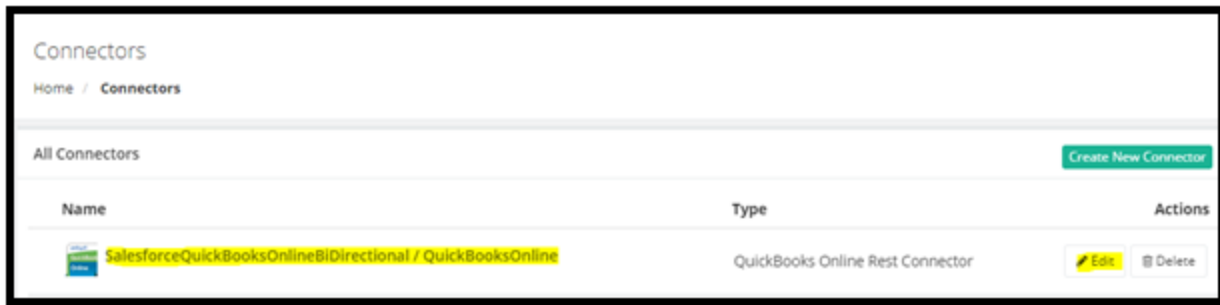 Connectors
Home / Connectors
All Connectors
Create New Connector
Name Type Actions
SalesforceQuickBooksOnlineBiDirectional / QuickBooksOnline QuickBooks Online Rest Connector Edit Delete